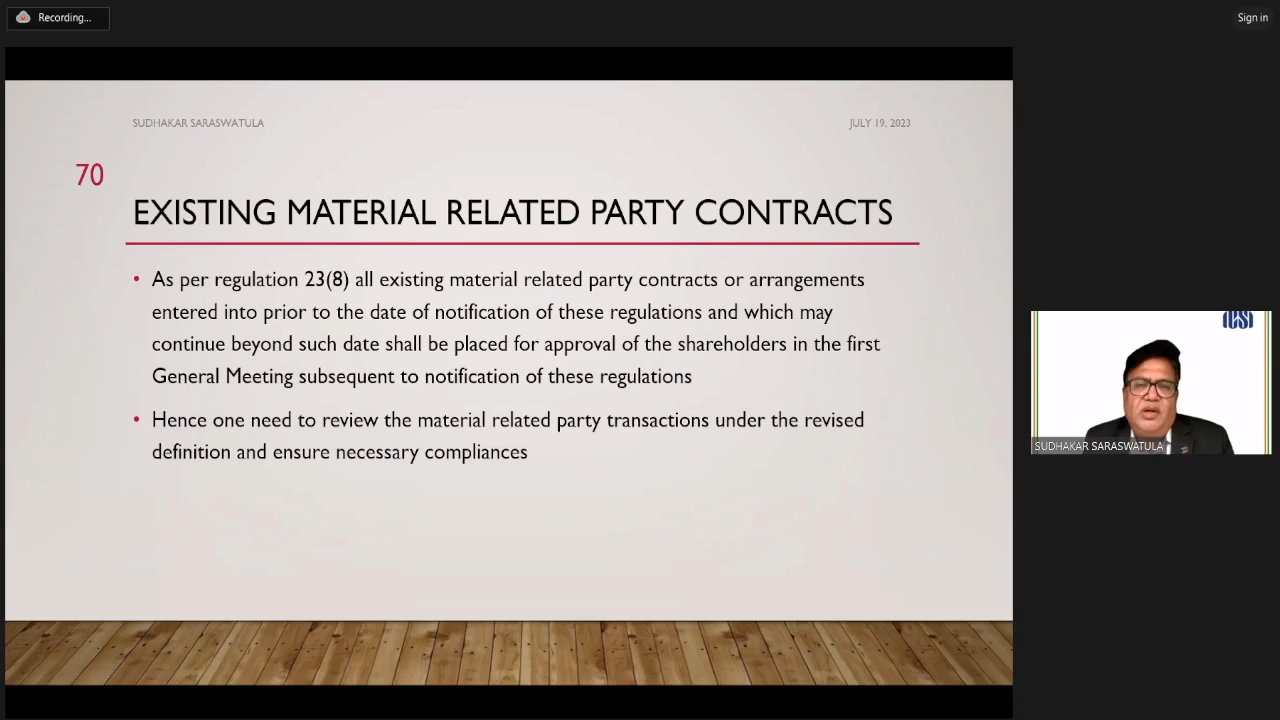 Recording...
Sign in
SUDHAKAR SARASWATULA
JULY 19, 2023
70
EXISTING MATERIAL RELATED PARTY CONTRACTS
• As per regulation 23(8) all existing material related party contracts or arrangements
entered into prior to the date of notification of these regulations and which may
continue beyond such date shall be placed for approval of the shareholders in the first
General Meeting subsequent to notification of these regulations
• Hence one need to review the material related party transactions under the revised
definition and ensure necessary compliances
ICSI
SUDHAKAR SARASWATULA